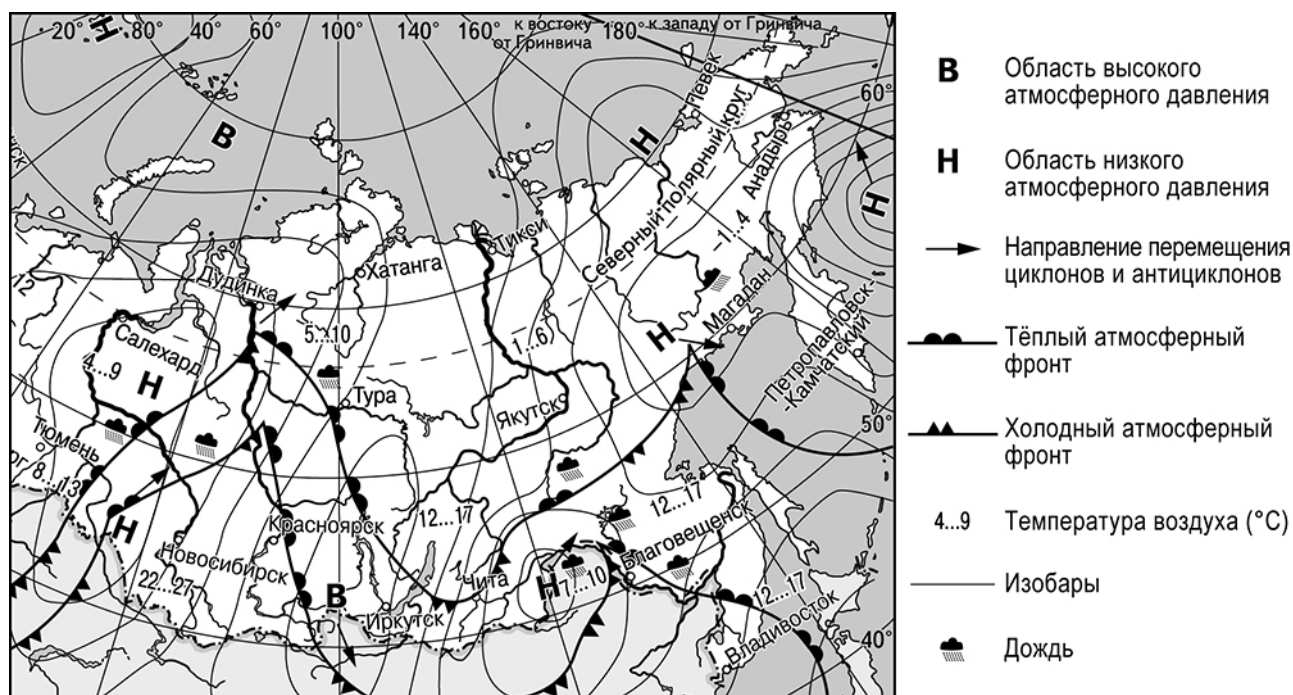 20°
80°
40°
60°
100°
140°
180°
к востоку
от Гринвича
к западу от Гринвича
Н
В
Певек
60°
Н
Северный полярный круг
Анадырь
Н
Тикси
–1...4
Хатанга
Дудинка
12
5...10
1...6
Магадан
Петропавловск-
-Камчатский
Салехард
4...9
Н
Н
Тура
Якутск
50°
Тюмень
8...13
Н
Красноярск
12...17
12...17
Новосибирск
22...27
Благовещенск
Чита
Н
7...10
В
Иркутск
12...17
Владивосток
40°
В
Область высокого
атмосферного давления
Н
Область низкого
атмосферного давления
Направление перемещения
циклонов и антициклонов
Тёплый атмосферный
фронт
Холодный атмосферный
фронт
4...9
Температура воздуха (°С)
Изобары
Дождь